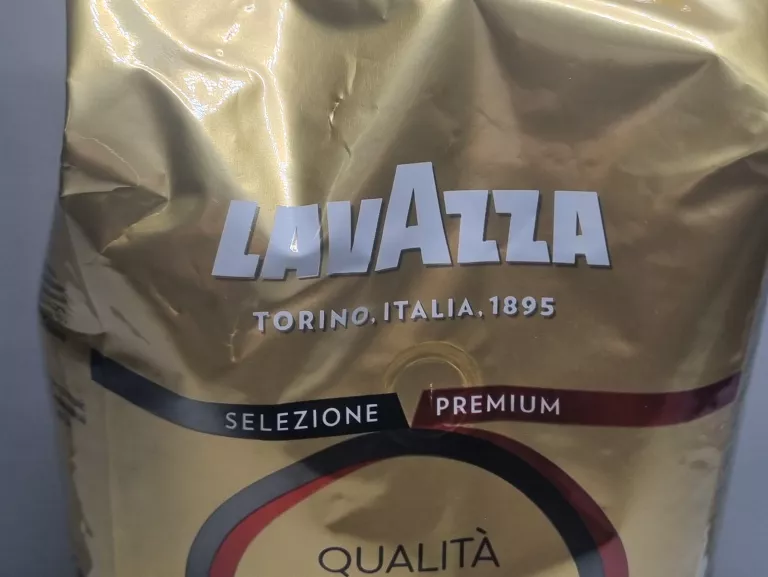 LAVAZZA
TORINO, ITALIA, 1895
SELEZIONE PREMIUM
QUALITÀ